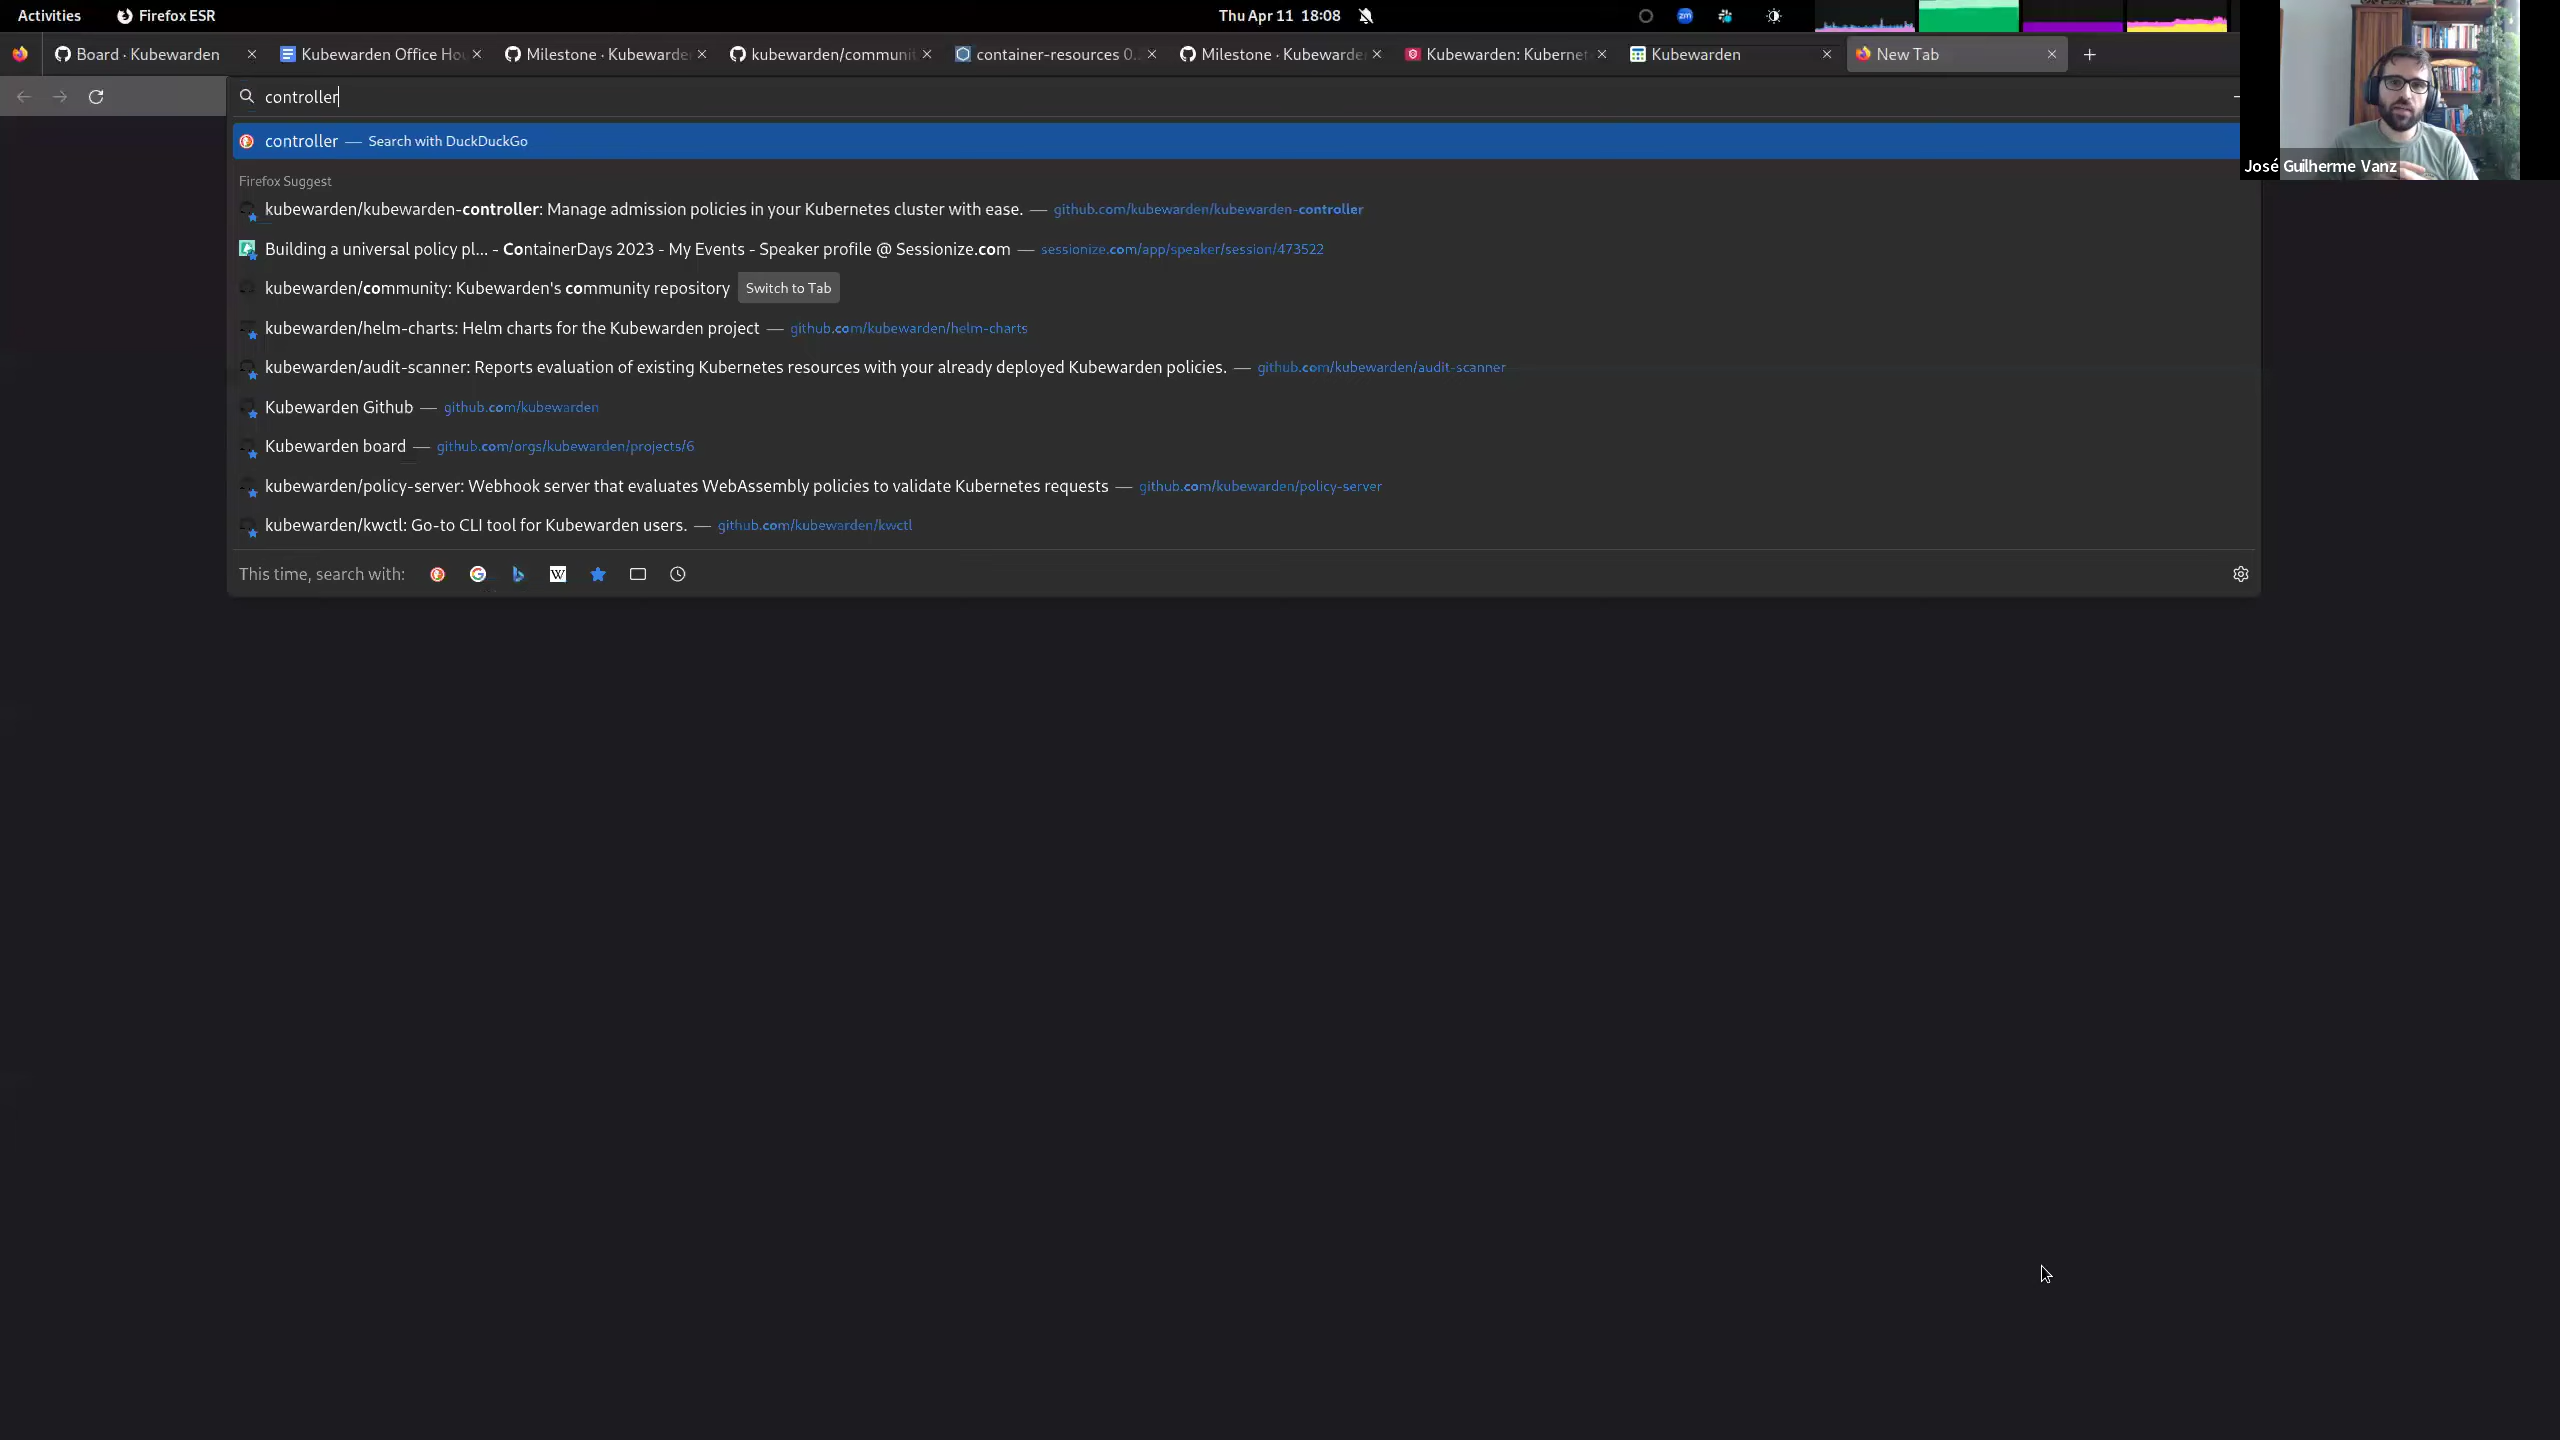 Activities Firefox ESR Thu Apr 11 18:08 zm
Board · Kubewarden Kubewarden Office Hou Milestone · Kubewarde kubewarden/communit container-resources 0. Milestone · Kubewarde Kubewarden: Kubernet Kubewarden New Tab
controller
controller — Search with DuckDuckGo
Firefox Suggest
kubewarden/kubewarden-controller: Manage admission policies in your Kubernetes cluster with ease. — github.com/kubewarden/kubewarden-controller
Building a universal policy pl... - ContainerDays 2023 - My Events - Speaker profile @ Sessionize.com — sessionize.com/app/speaker/session/473522
kubewarden/community: Kubewarden's community repository Switch to Tab
kubewarden/helm-charts: Helm charts for the Kubewarden project — github.com/kubewarden/helm-charts
kubewarden/audit-scanner: Reports evaluation of existing Kubernetes resources with your already deployed Kubewarden policies. — github.com/kubewarden/audit-scanner
Kubewarden Github — github.com/kubewarden
Kubewarden board — github.com/orgs/kubewarden/projects/6
kubewarden/policy-server: Webhook server that evaluates WebAssembly policies to validate Kubernetes requests — github.com/kubewarden/policy-server
kubewarden/kwctl: Go-to CLI tool for Kubewarden users. — github.com/kubewarden/kwctl
This time, search with: W
José Guilherme Vanz